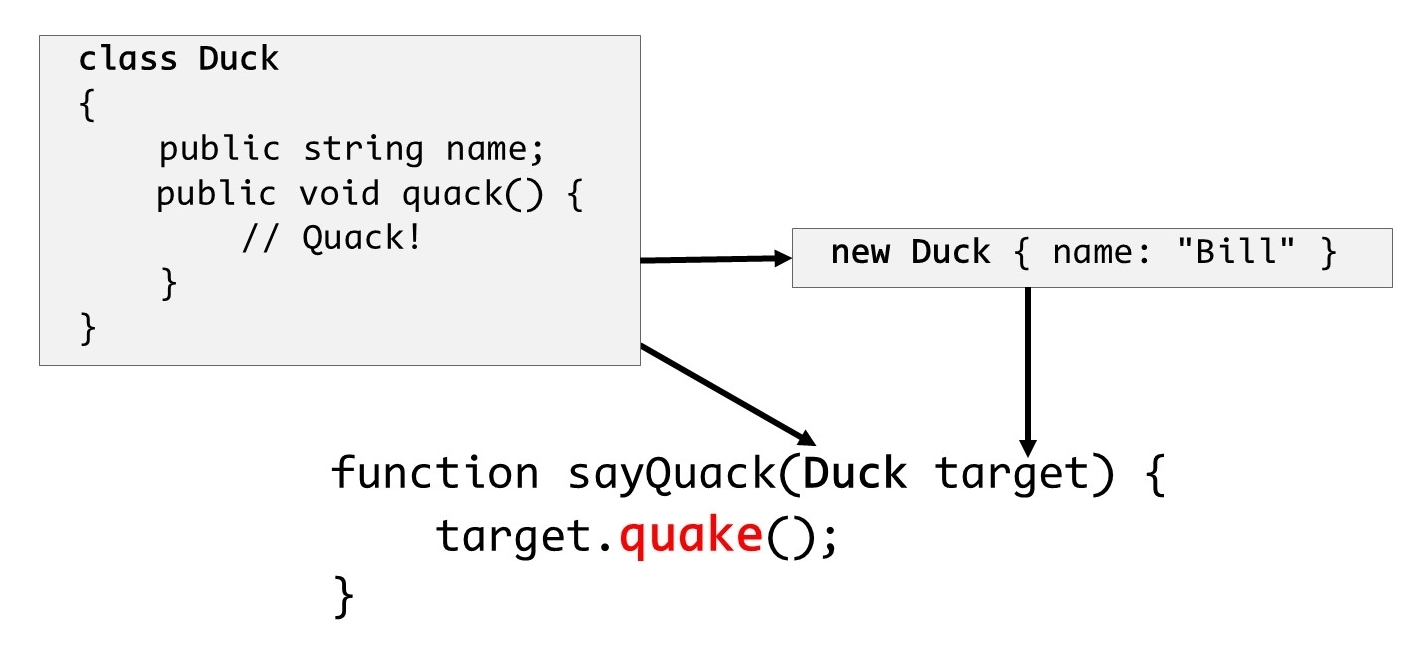 class Duck
{
public string name;
public void quack() {
// Quack!
}
}
new Duck { name: "Bill" }
function sayQuack(Duck target) {
target.quake();
}